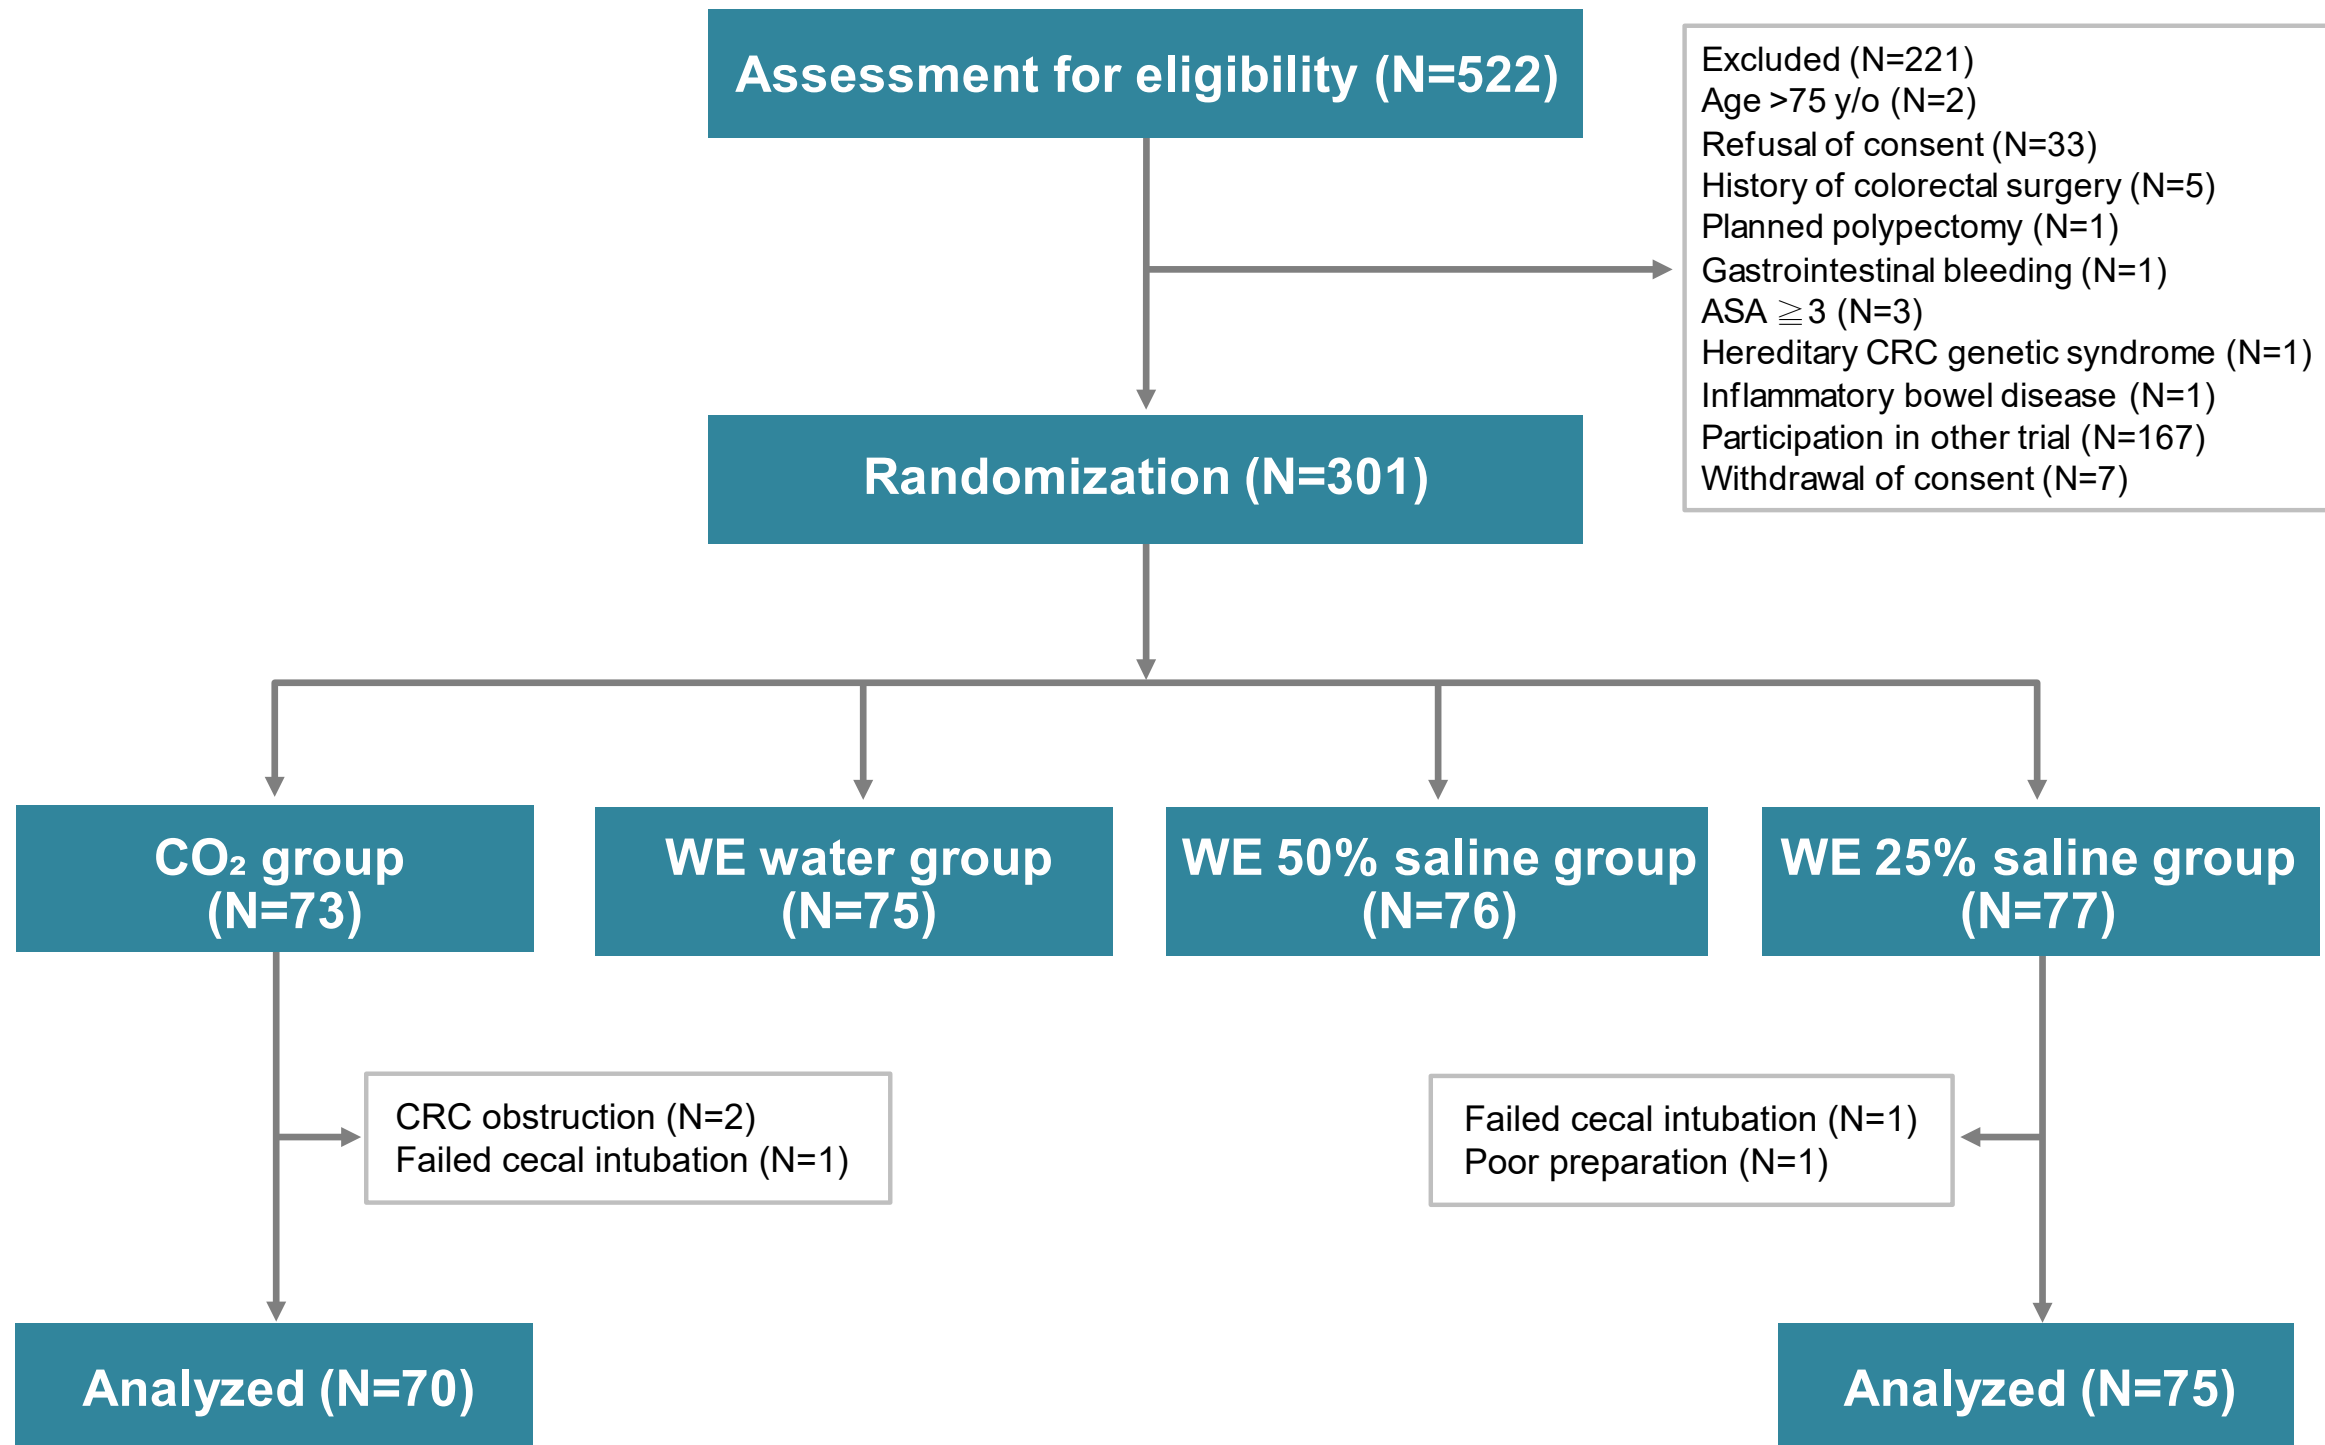 Assessment for eligibility (N=522)
Excluded (N=221)
Age >75 y/o (N=2)
Refusal of consent (N=33)
History of colorectal surgery (N=5)
Planned polypectomy (N=1)
Gastrointestinal bleeding (N=1)
ASA ≧3 (N=3)
Hereditary CRC genetic syndrome (N=1)
Inflammatory bowel disease (N=1)
Participation in other trial (N=167)
Withdrawal of consent (N=7)
Randomization (N=301)
CO₂ group
(N=73)
WE water group
(N=75)
WE 50% saline group
(N=76)
WE 25% saline group
(N=77)
CRC obstruction (N=2)
Failed cecal intubation (N=1)
Failed cecal intubation (N=1)
Poor preparation (N=1)
Analyzed (N=70)
Analyzed (N=75)